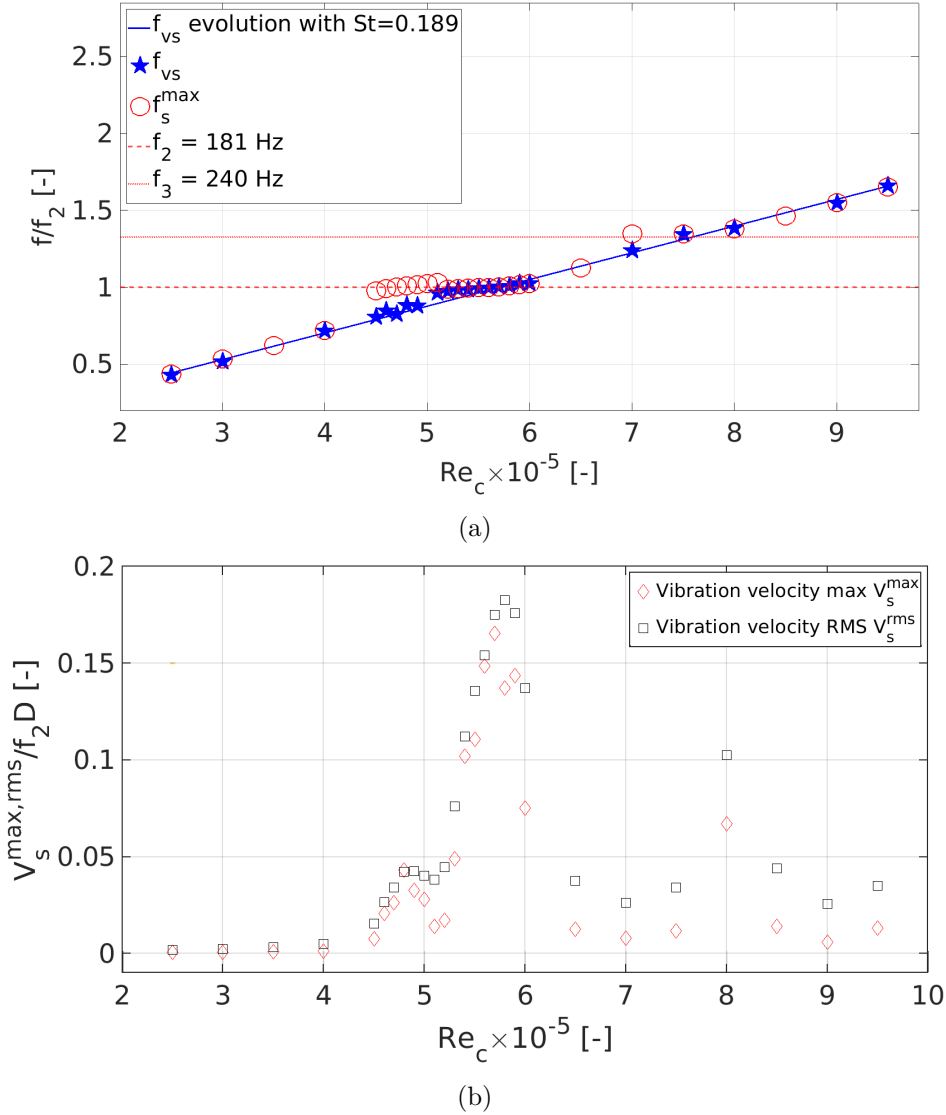 f_vs evolution with St=0.189
f_vs
f_s^max
f_2 = 181 Hz
f_3 = 240 Hz
2.5
2
1.5
1
0.5
f/f_2 [-]
2 3 4 5 6 7 8 9
Re_c×10^-5 [-]
(a)
Vibration velocity max V_s^max
Vibration velocity RMS V_s^rms
0.2
0.15
0.1
0.05
0
V_s^max,rms/f_2D [-]
2 3 4 5 6 7 8 9 10
Re_c×10^-5 [-]
(b)